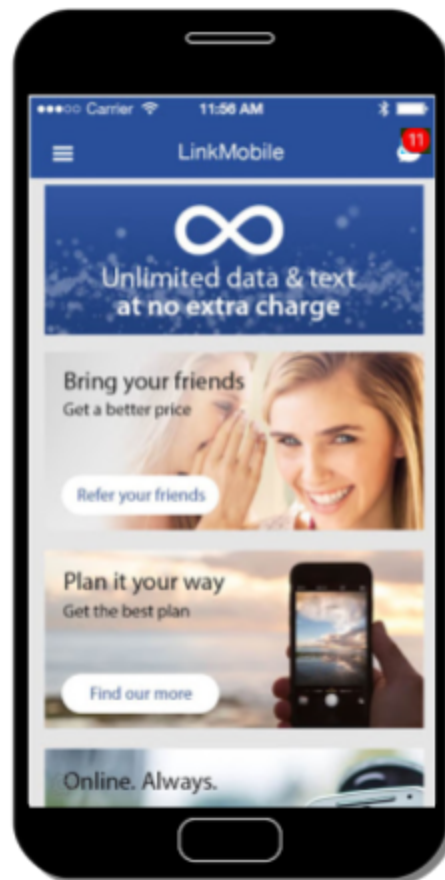 Carrier 11:56 AM
LinkMobile 11
Unlimited data & text
at no extra charge
Bring your friends
Get a better price
Refer your friends
Plan it your way
Get the best plan
Find our more
Online. Always.